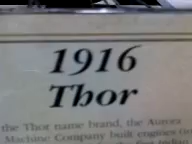 1916
Thor
the Thor name brand, the Aurora
Machine Company built engines